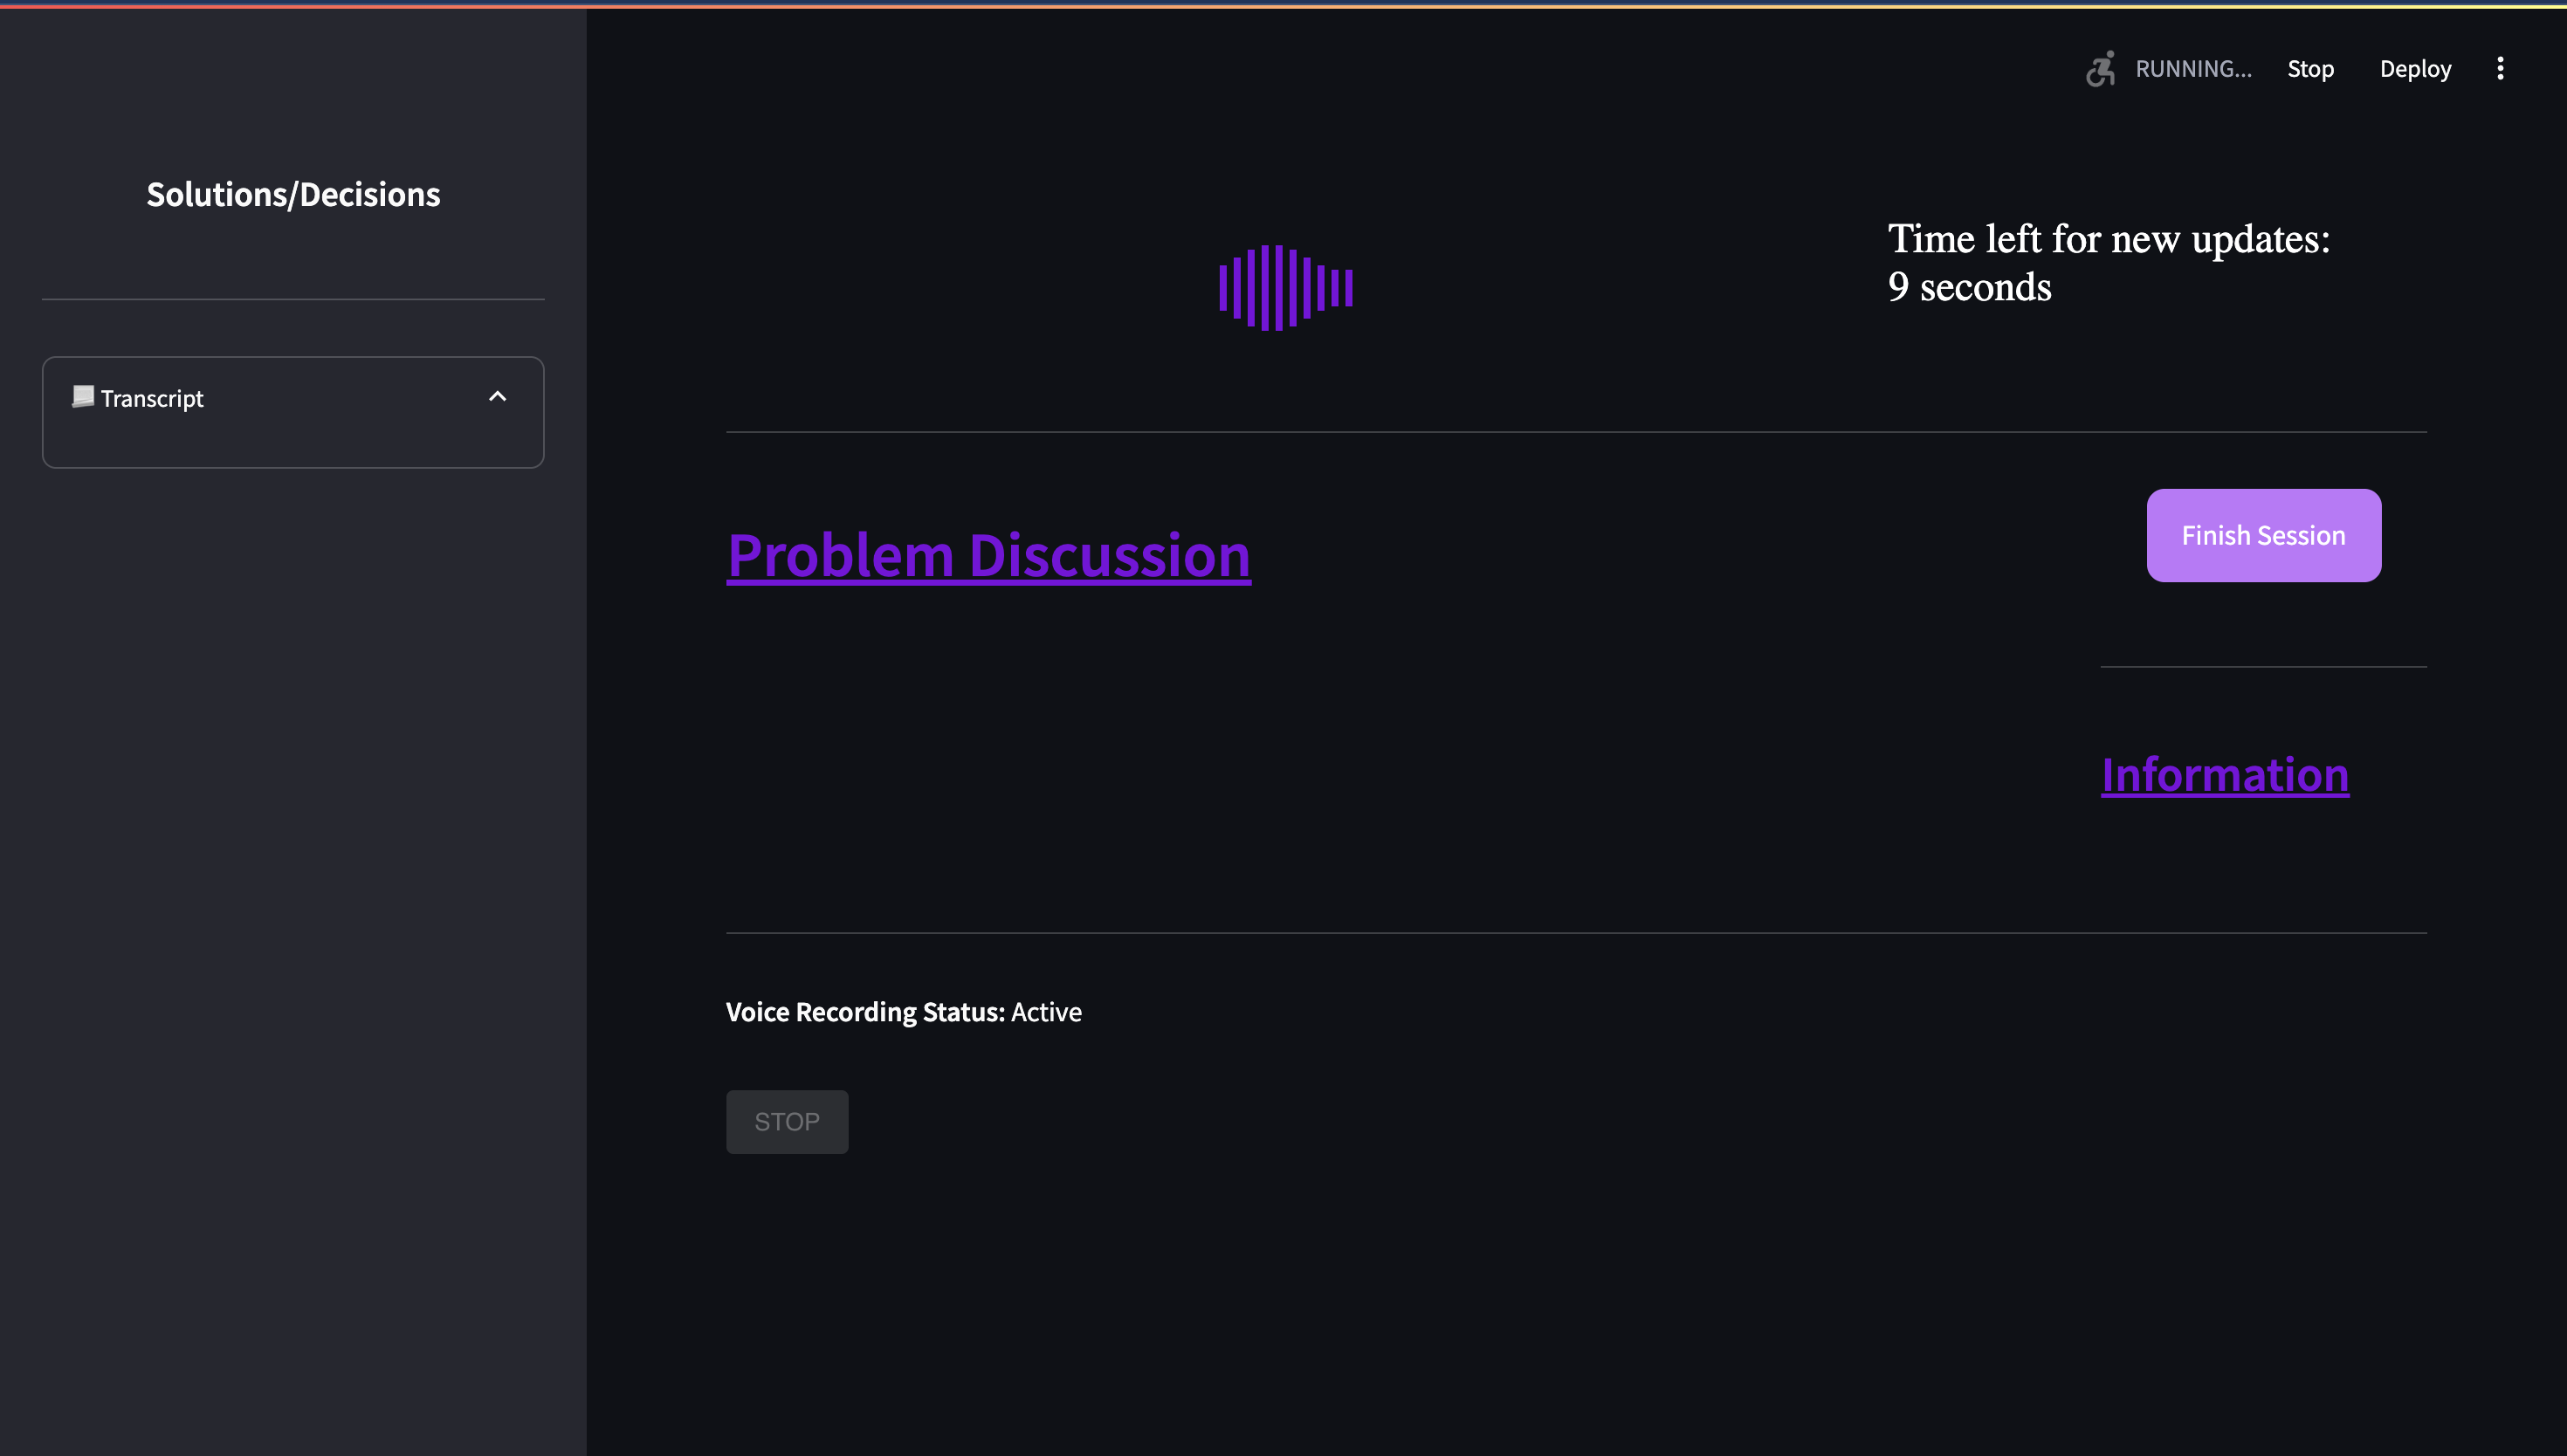 RUNNING...
Stop
Deploy
Solutions/Decisions
Transcript
Time left for new updates:
9 seconds
Problem Discussion
Finish Session
Information
Voice Recording Status: Active
STOP